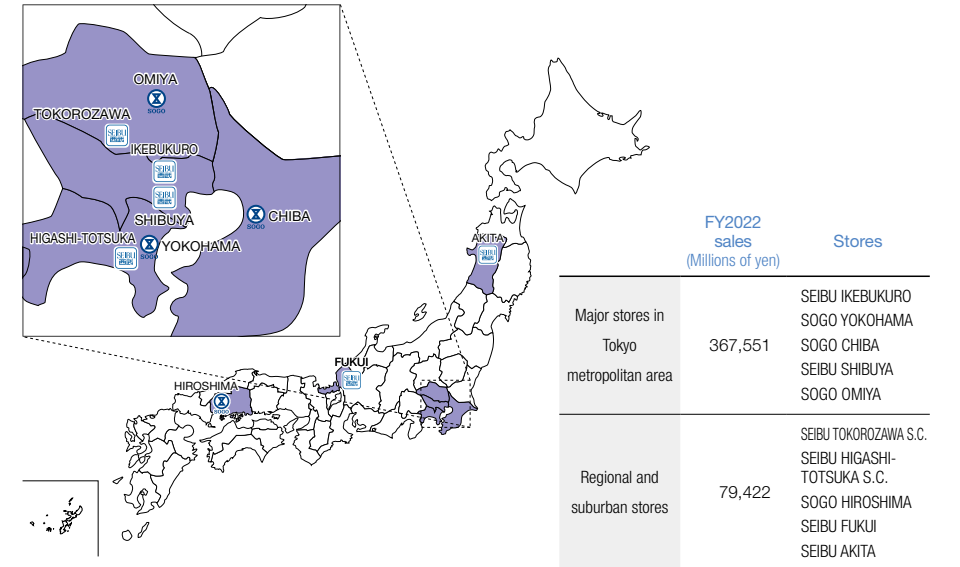 OMIYA
SOGO
TOKOROZAWA
SEIBU
IKEBUKURO
SEIBU
SEIBU
SHIBUYA
CHIBA
SOGO
HIGASHI-TOTSUKA
YOKOHAMA
SEIBU
SOGO
AKITA
SEIBU
FUKUI
SEIBU
HIROSHIMA
SOGO
FY2022
sales
(Millions of yen)
Stores
Major stores in
Tokyo
metropolitan area
367,551
SEIBU IKEBUKURO
SOGO YOKOHAMA
SOGO CHIBA
SEIBU SHIBUYA
SOGO OMIYA
Regional and
suburban stores
79,422
SEIBU TOKOROZAWA S.C.
SEIBU HIGASHI-
TOTSUKA S.C.
SOGO HIROSHIMA
SEIBU FUKUI
SEIBU AKITA